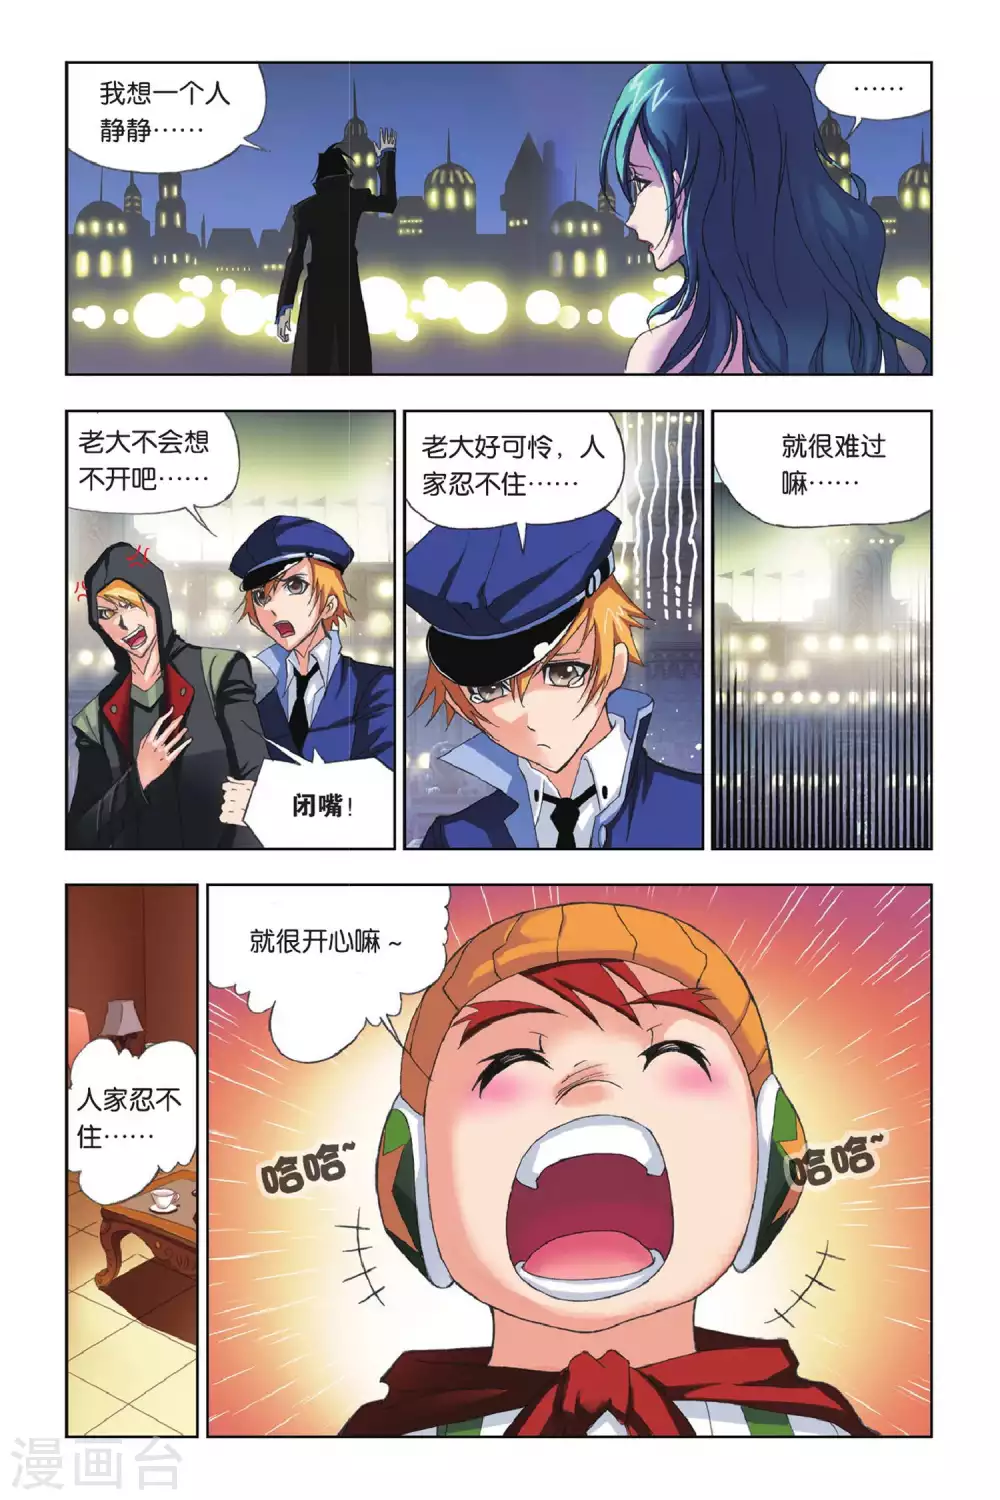 我想一个人
静静……
……
老大不会想
不开吧……
闭嘴！
老大好可怜，人
家忍不住……
就很难过
嘛……
人家忍不
住……
就很开心嘛～
哈哈~
哈哈~
漫画台